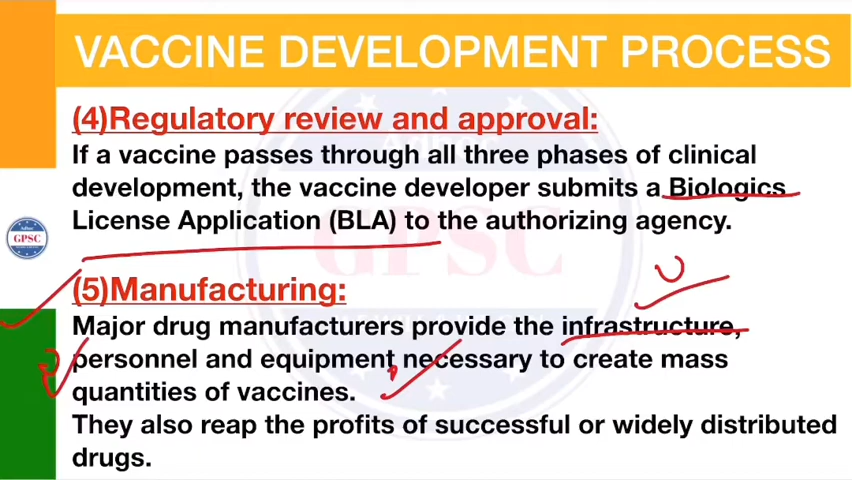 VACCINE DEVELOPMENT PROCESS
(4)Regulatory review and approval:
If a vaccine passes through all three phases of clinical
development, the vaccine developer submits a Biologics
License Application (BLA) to the authorizing agency.
GPSC
GPSC
(5)Manufacturing:
Major drug manufacturers provide the infrastructure,
personnel and equipment necessary to create mass
quantities of vaccines.
They also reap the profits of successful or widely distributed
drugs.